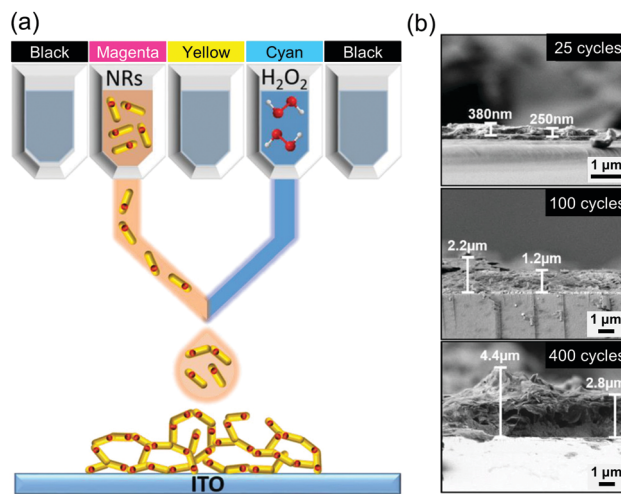 (a)
Black Magenta Yellow Cyan Black
NRs
H₂O₂
ITO
(b)
25 cycles
380nm
250nm
1 µm
100 cycles
2.2µm
1.2µm
1 µm
400 cycles
4.4µm
2.8µm
1 µm